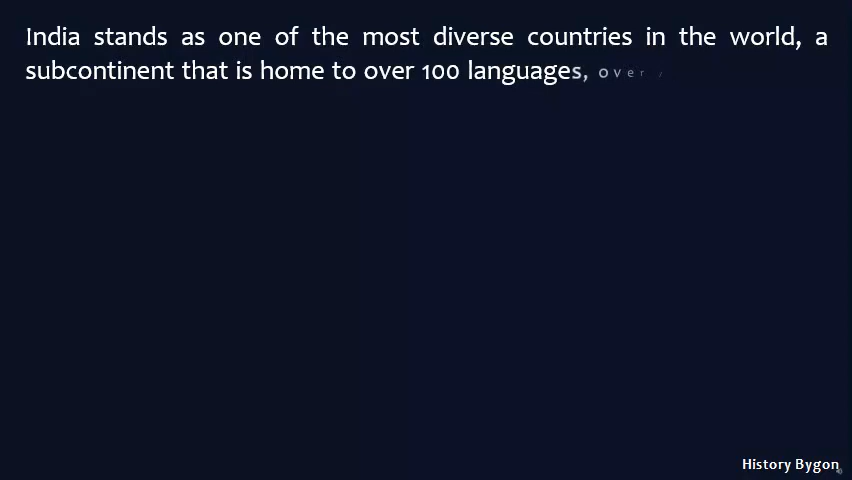 India stands as one of the most diverse countries in the world, a
subcontinent that is home to over 100 languages, over
History Bygon